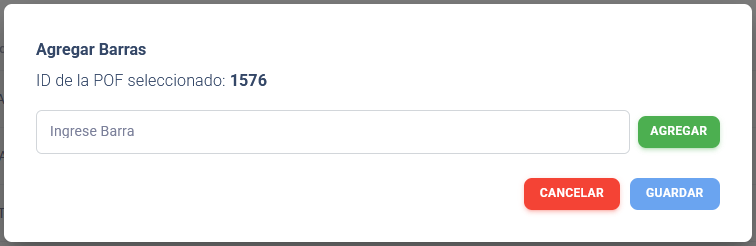 Agregar Barras
ID de la POF seleccionado: 1576
Ingrese Barra
AGREGAR
CANCELAR GUARDAR